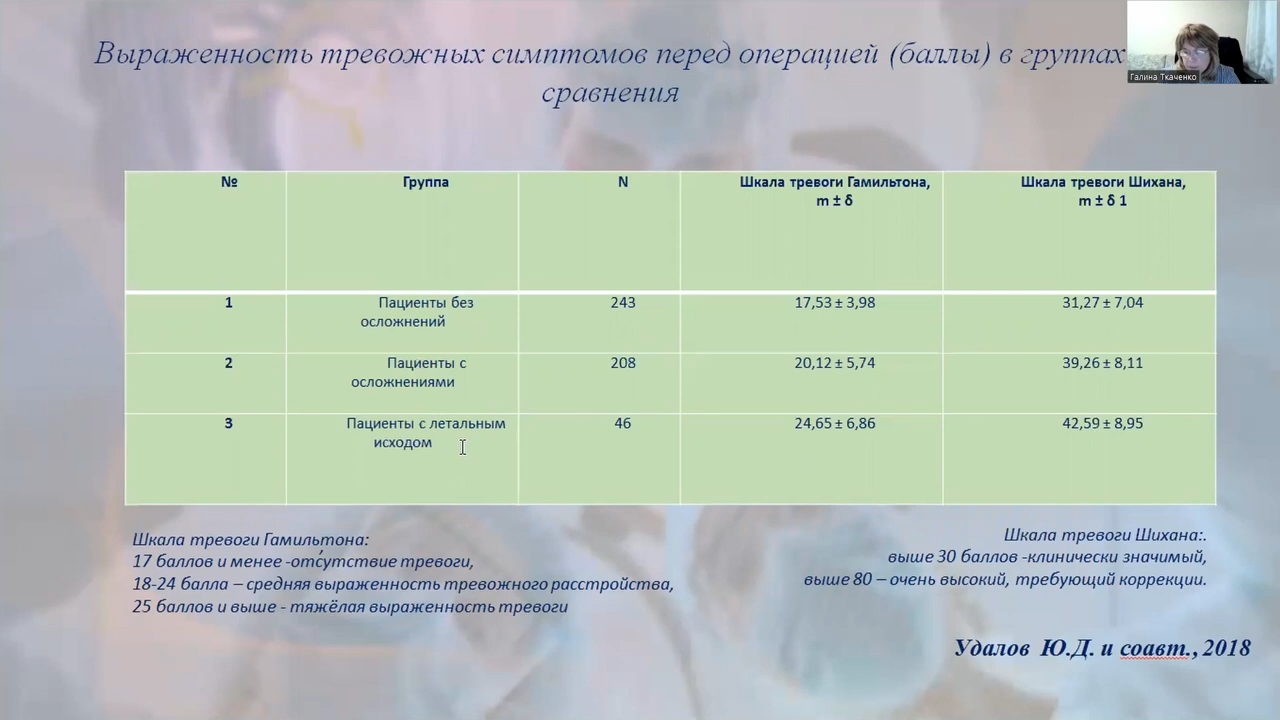 Выраженность тревожных симптомов перед операцией (баллы) в группах
сравнения
Галина Ткаченко
№
Группа
N
Шкала тревоги Гамильтона,
m ± δ
Шкала тревоги Шихана,
m ± δ 1
1
Пациенты без
осложнений
243
17,53 ± 3,98
31,27 ± 7,04
2
Пациенты с
осложнениями
208
20,12 ± 5,74
39,26 ± 8,11
3
Пациенты с летальным
исходом
46
24,65 ± 6,86
42,59 ± 8,95
Шкала тревоги Гамильтона:
17 баллов и менее -отсу́тствие тревоги,
18-24 балла – средняя выраженность тревожного расстройства,
25 баллов и выше - тяжёлая выраженность тревоги
Шкала тревоги Шихана:.
выше 30 баллов -клинически значимый,
выше 80 – очень высокий, требующий коррекции.
Удалов Ю.Д. и соавт., 2018